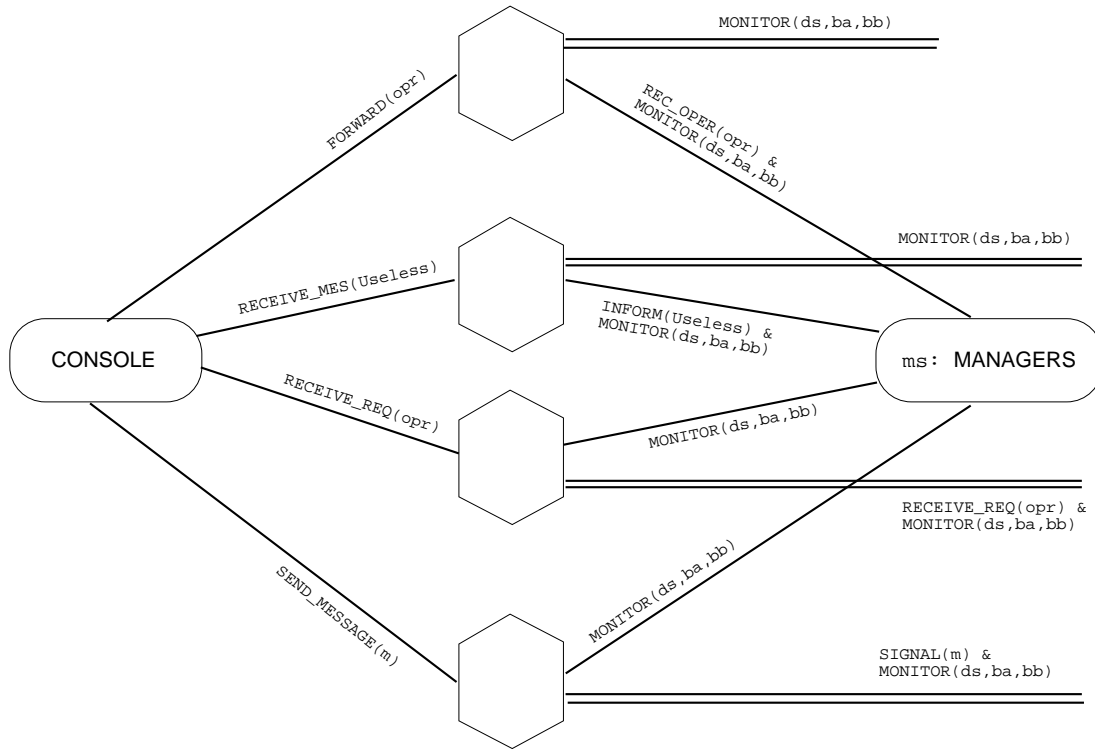 MONITOR(ds,ba,bb)
FORWARD(opr)
REC_OPER(opr) &
MONITOR(ds,ba,bb)
MONITOR(ds,ba,bb)
RECEIVE_MES(Useless)
INFORM(Useless) &
MONITOR(ds,ba,bb)
CONSOLE
ms: MANAGERS
RECEIVE_REQ(opr)
MONITOR(ds,ba,bb)
RECEIVE_REQ(opr) &
MONITOR(ds,ba,bb)
SEND_MESSAGE(m)
MONITOR(ds,ba,bb)
SIGNAL(m) &
MONITOR(ds,ba,bb)